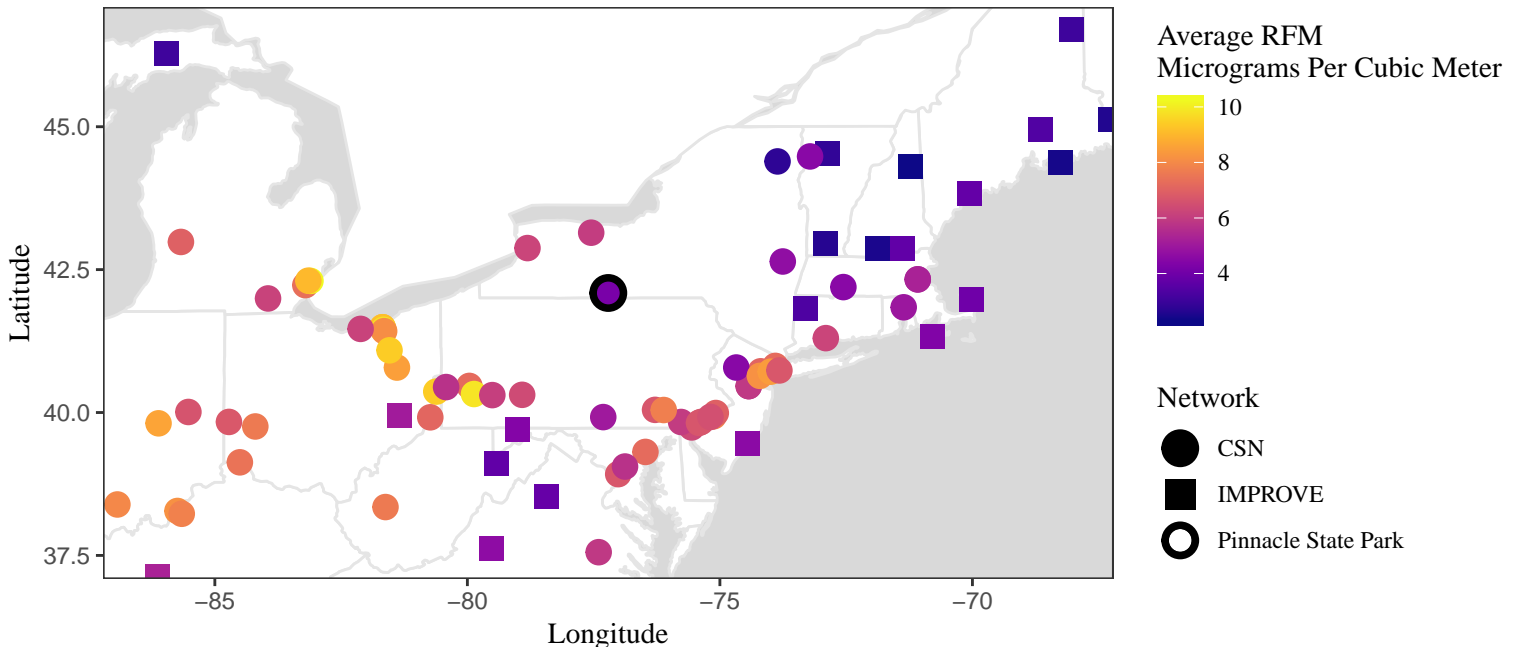 Latitude
45.0
42.5
40.0
37.5
−85
−80
−75
−70
Longitude
Average RFM
Micrograms Per Cubic Meter
10
8
6
4
Network
CSN
IMPROVE
Pinnacle State Park